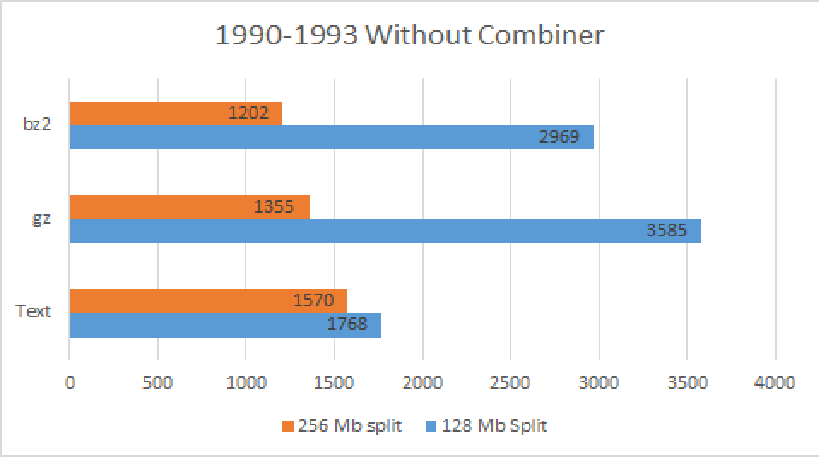 1990-1993 Without Combiner
bz2
1202
2969
gz
1355
3585
Text
1570
1768
0 500 1000 1500 2000 2500 3000 3500 4000
256 Mb split 128 Mb Split